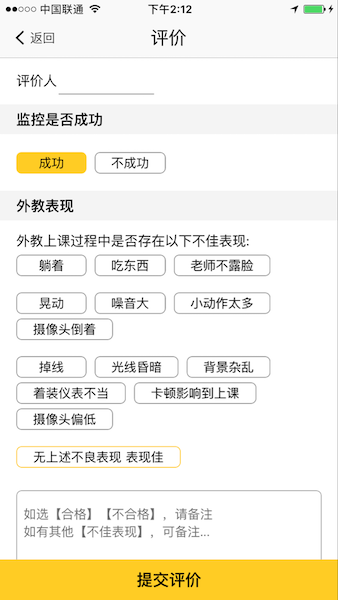 中国联通 下午2:12
返回 评价
评价人
监控是否成功
成功 不成功
外教表现
外教上课过程中是否存在以下不佳表现:
躺着 吃东西 老师不露脸
晃动 噪音大 小动作太多
摄像头倒着
掉线 光线昏暗 背景杂乱
着装仪表不当 卡顿影响到上课
摄像头偏低
无上述不良表现 表现佳
如选【合格】【不合格】，请备注
如有其他【不佳表现】，可备注...
提交评价